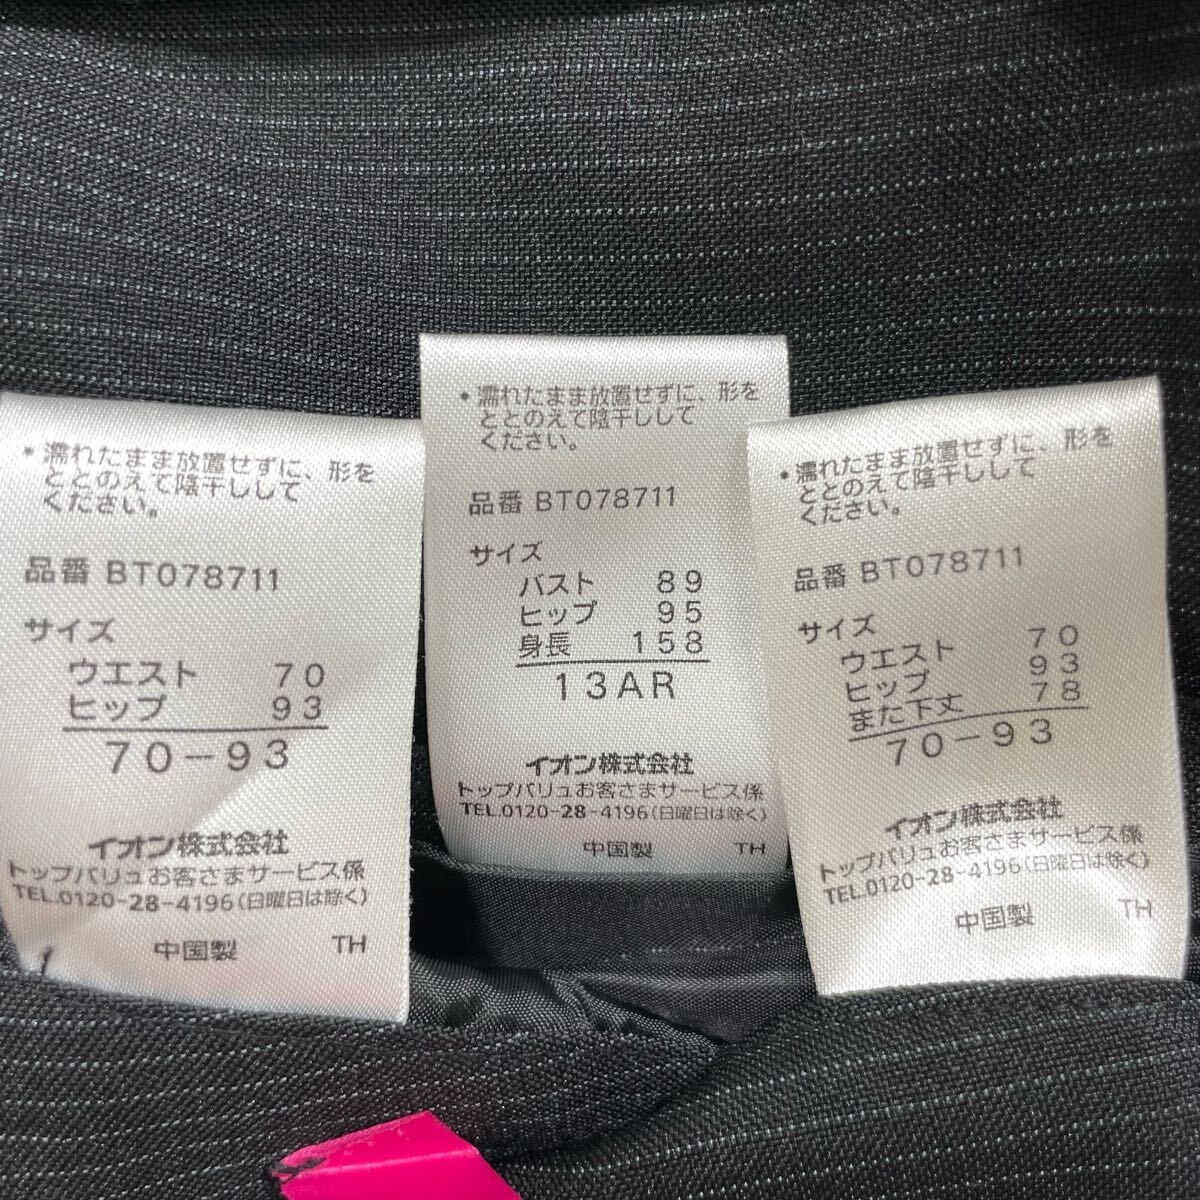 ・濡れたまま放置せずに、形を
ととのえて陰干しして
ください。
品番 BT078711
サイズ
ウエスト 70
ヒップ 93
70-93
イオン株式会社
トップバリュお客さまサービス係
TEL.0120-28-4196(日曜日は除く)
中国製 TH
・濡れたまま放置せずに、形を
ととのえて陰干しして
ください。
品番 BT078711
サイズ
バスト 89
ヒップ 95
身長 158
13AR
イオン株式会社
トップバリュお客さまサービス係
TEL.0120-28-4196(日曜日は除く)
中国製 TH
・濡れたまま放置せずに、形を
ととのえて陰干しして
ください。
品番 BT078711
サイズ
ウエスト 70
ヒップ 93
また下丈 78
70-93
イオン株式会社
トップバリュお客さまサービス係
TEL.0120-28-4196(日曜日は除く)
中国製 TH